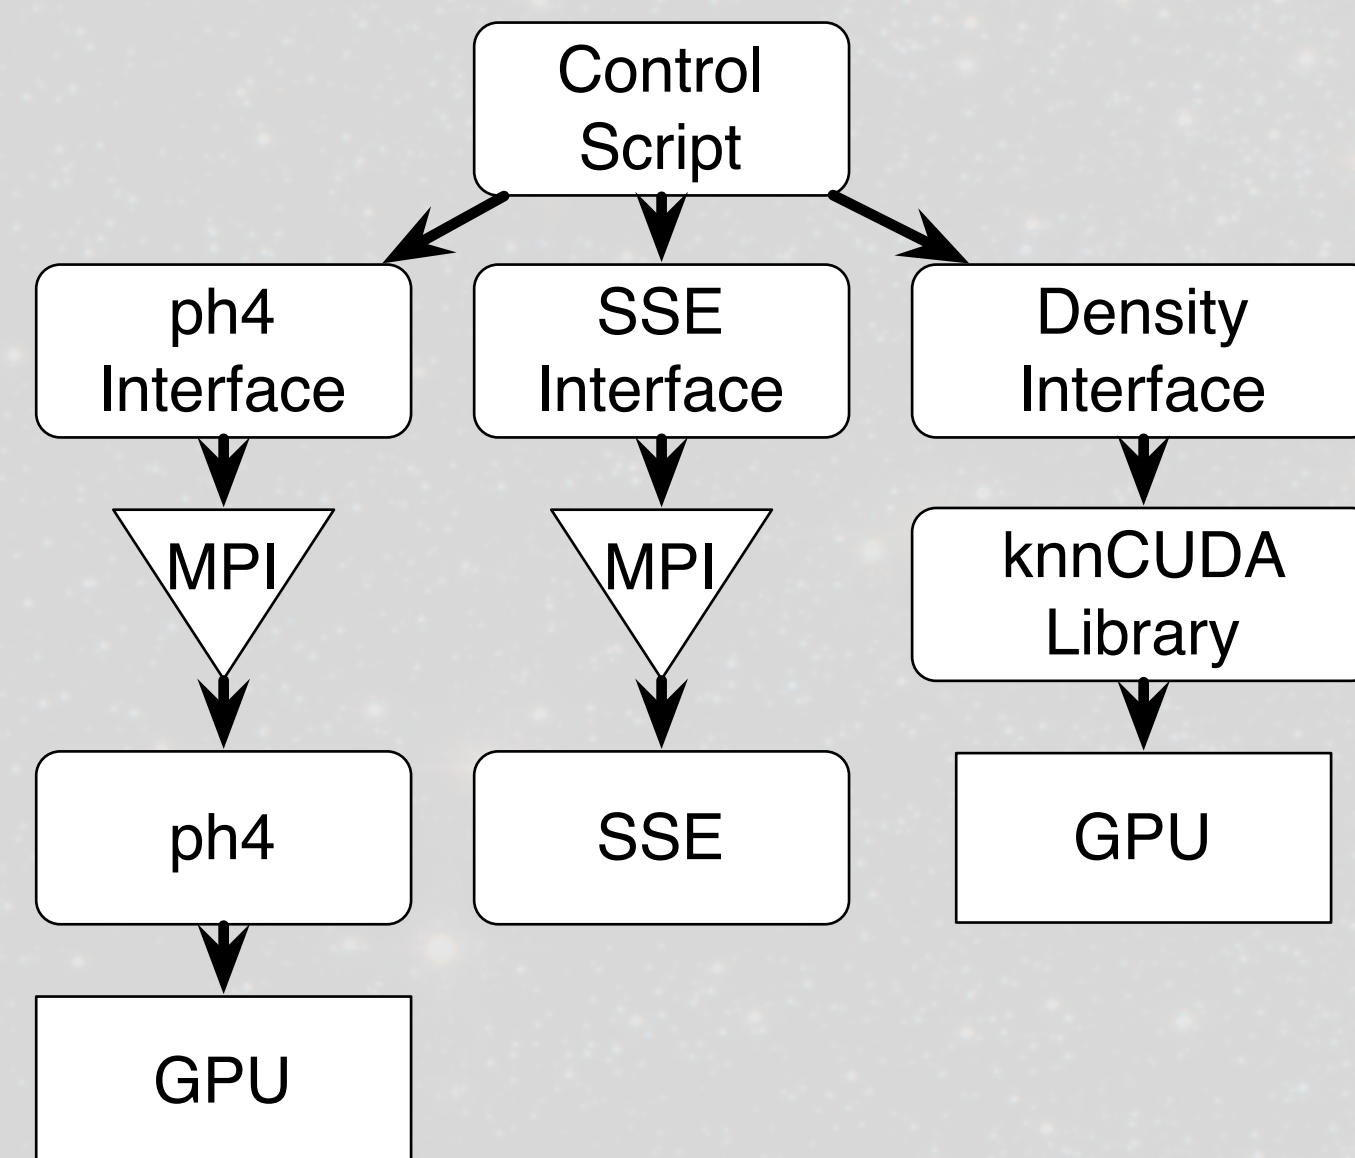 Control
Script
ph4
Interface
SSE
Interface
Density
Interface
MPI
MPI
knnCUDA
Library
ph4
SSE
GPU
GPU